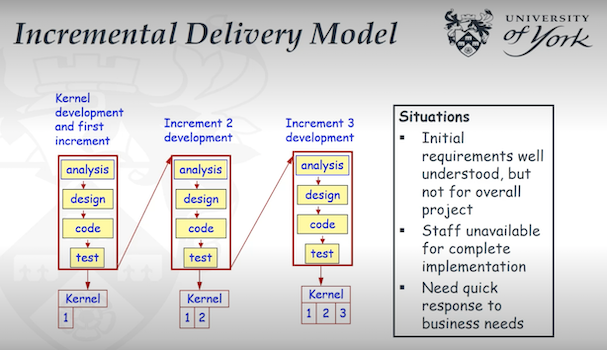 Incremental Delivery Model
UNIVERSITY
of York
Kernel
development
and first
increment
analysis
design
code
test
Kernel
1
Increment 2
development
analysis
design
code
test
Kernel
1 2
Increment 3
development
analysis
design
code
test
Kernel
1 2 3
Situations
▪ Initial
requirements well
understood, but
not for overall
project
▪ Staff unavailable
for complete
implementation
▪ Need quick
response to
business needs